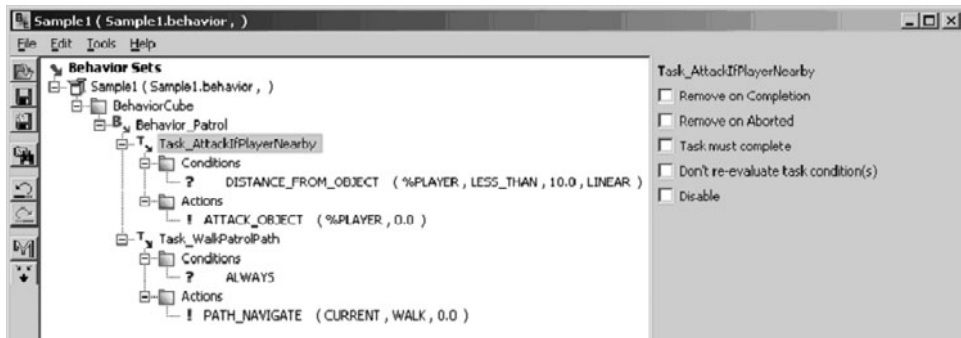 Sample1 ( Sample1.behavior , )
File Edit Tools Help
Behavior Sets
Sample1 ( Sample1.behavior , )
BehaviorCube
B Behavior_Patrol
T Task_AttackIfPlayerNearby
Conditions
? DISTANCE_FROM_OBJECT ( %PLAYER , LESS_THAN , 10.0 , LINEAR )
Actions
! ATTACK_OBJECT ( %PLAYER , 0.0 )
T Task_WalkPatrolPath
Conditions
? ALWAYS
Actions
! PATH_NAVIGATE ( CURRENT , WALK , 0.0 )
Task_AttackIfPlayerNearby
Remove on Completion
Remove on Aborted
Task must complete
Don't re-evaluate task condition(s)
Disable